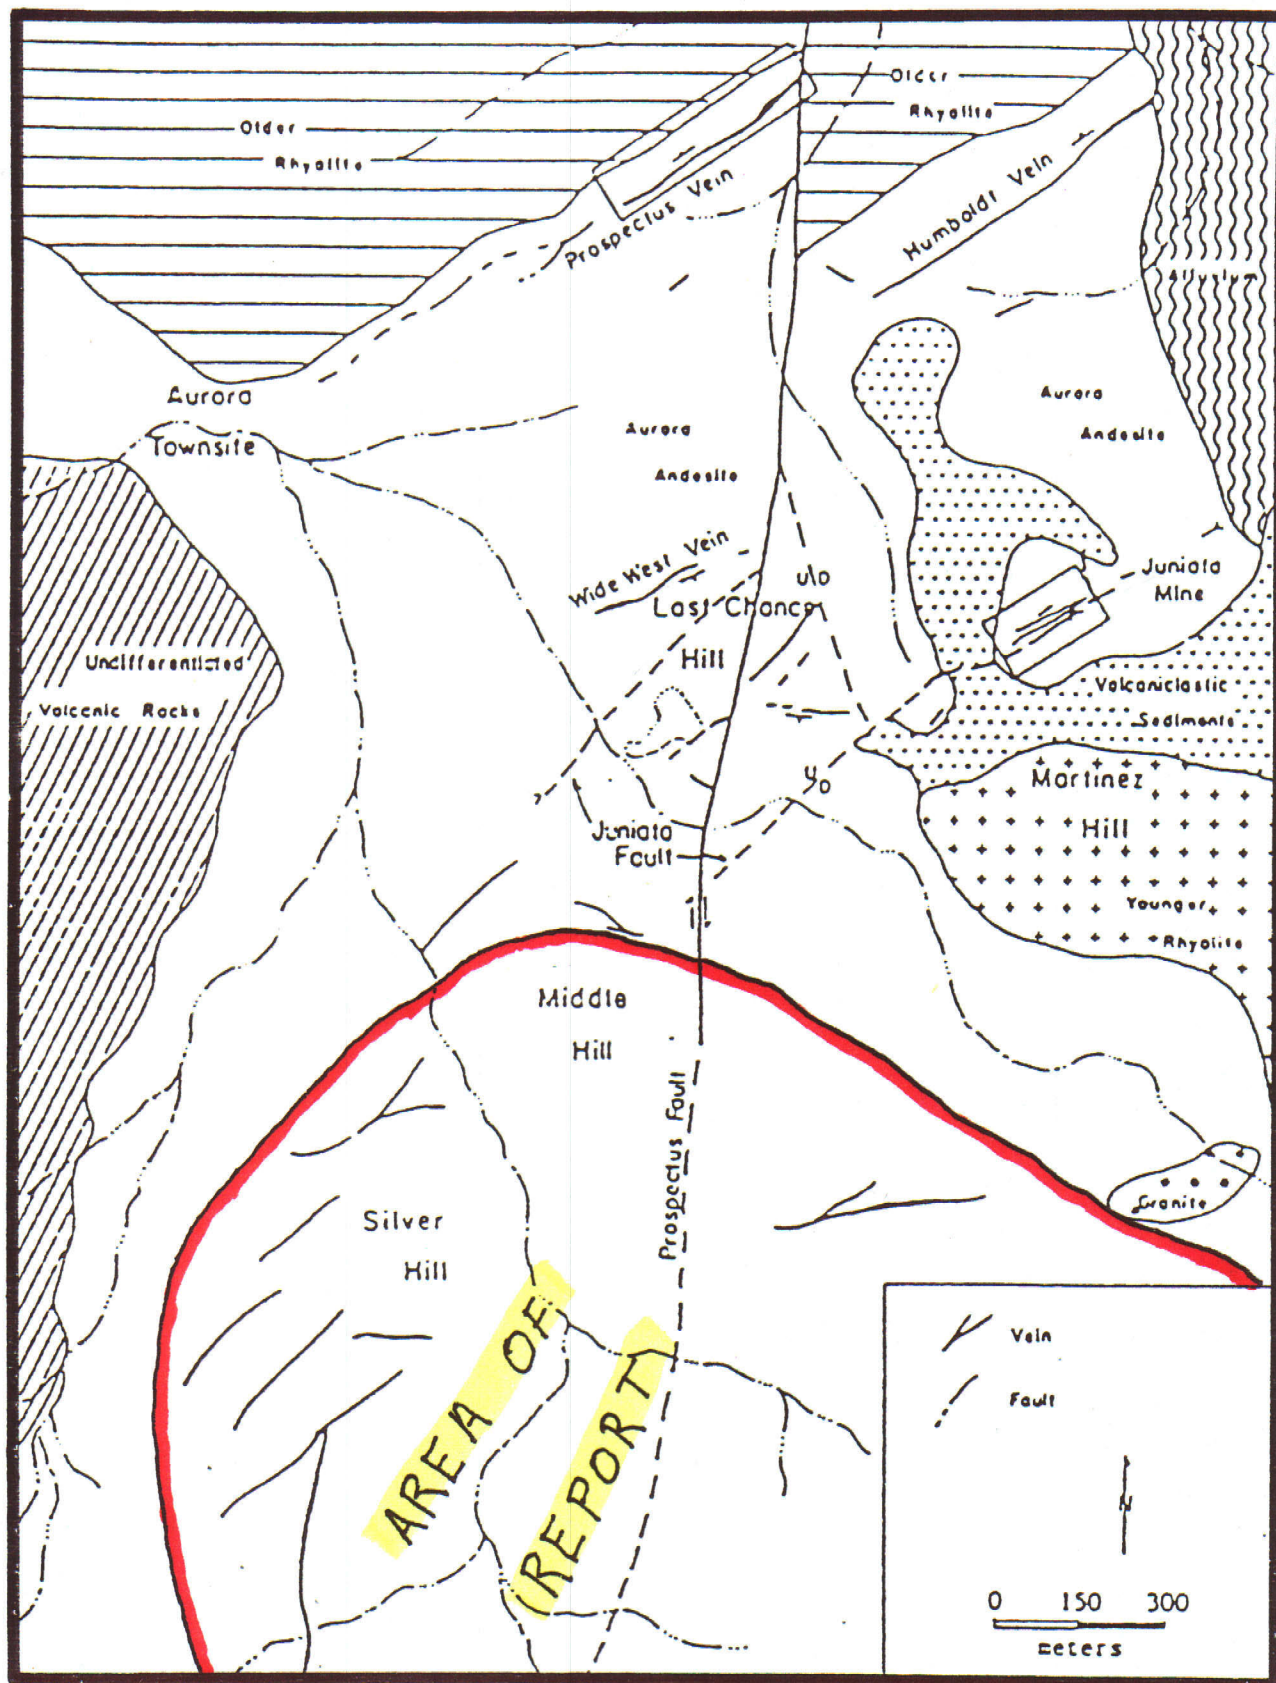 Older
Rhyolite
Older
Rhyolite
Prospectus Vein
Humboldt Vein
Alluvium
Aurora
Townsite
Aurora
Andesite
Aurora
Andesite
Wide West Vein
Last Chance
Hill
U/D
Juniata
Mine
Undifferentiated
Volcanic Rocks
Volcaniclastic
Sediments
Martinez
Hill
U/D
Juniata
Fault
Younger
Rhyolite
Middle
Hill
Prospectus Fault
Granite
Silver
Hill
AREA OF
REPORT
Vein
Fault
N
0 150 300
meters